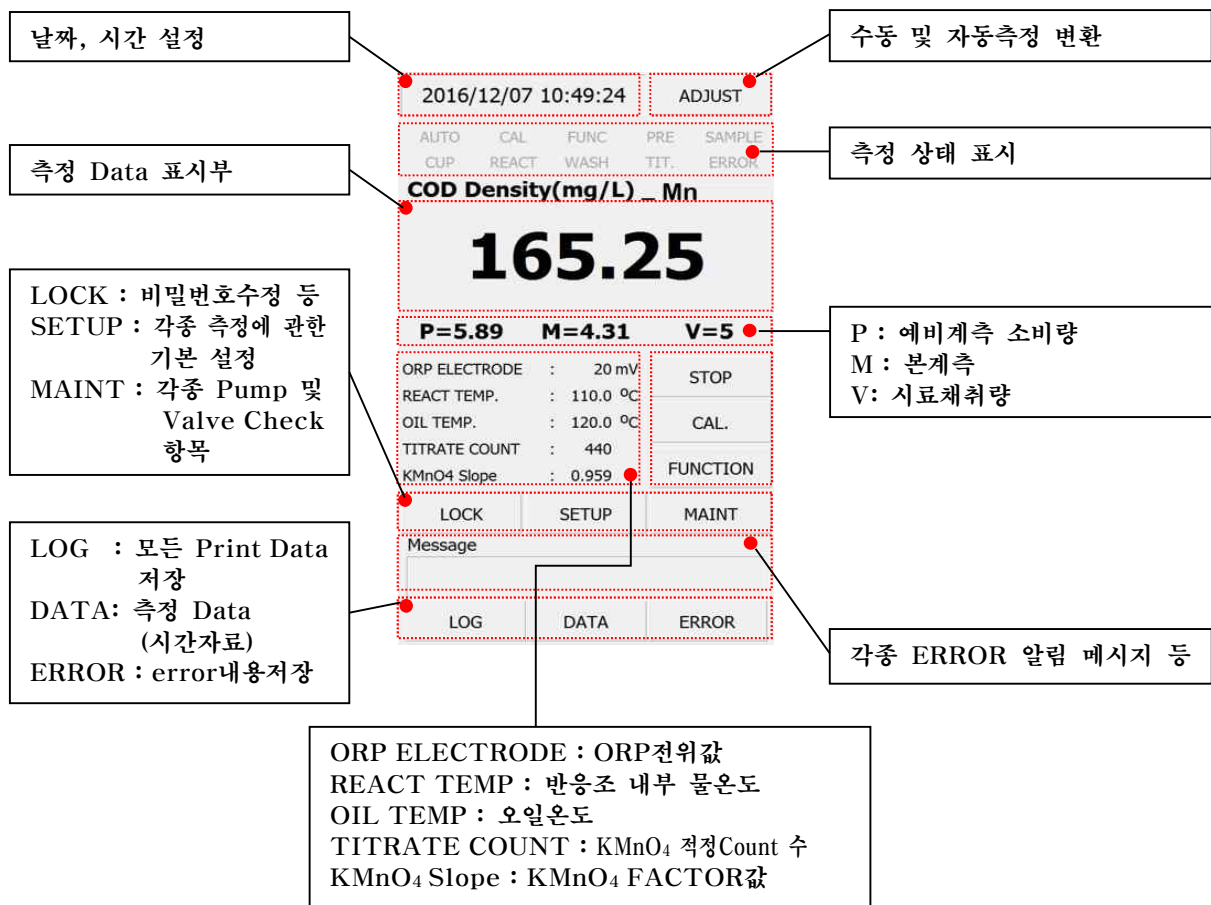 날짜, 시간 설정
수동 및 자동측정 변환
2016/12/07 10:49:24
ADJUST
AUTO CAL FUNC PRE SAMPLE
CUP REACT WASH TIT. ERROR
측정 상태 표시
측정 Data 표시부
COD Density(mg/L) _ Mn
165.25
LOCK : 비밀번호수정 등
SETUP : 각종 측정에 관한
기본 설정
MAINT : 각종 Pump 및
Valve Check
항목
P=5.89 M=4.31 V=5
P : 예비계측 소비량
M : 본계측
V: 시료채취량
ORP ELECTRODE : 20 mV
REACT TEMP. : 110.0 ºC
OIL TEMP. : 120.0 ºC
TITRATE COUNT : 440
KMnO4 Slope : 0.959
STOP
CAL.
FUNCTION
LOCK SETUP MAINT
Message
LOG : 모든 Print Data
저장
DATA: 측정 Data
(시간자료)
ERROR : error내용저장
LOG DATA ERROR
각종 ERROR 알림 메시지 등
ORP ELECTRODE : ORP전위값
REACT TEMP : 반응조 내부 물온도
OIL TEMP : 오일온도
TITRATE COUNT : KMnO₄ 적정Count 수
KMnO₄ Slope : KMnO₄ FACTOR값